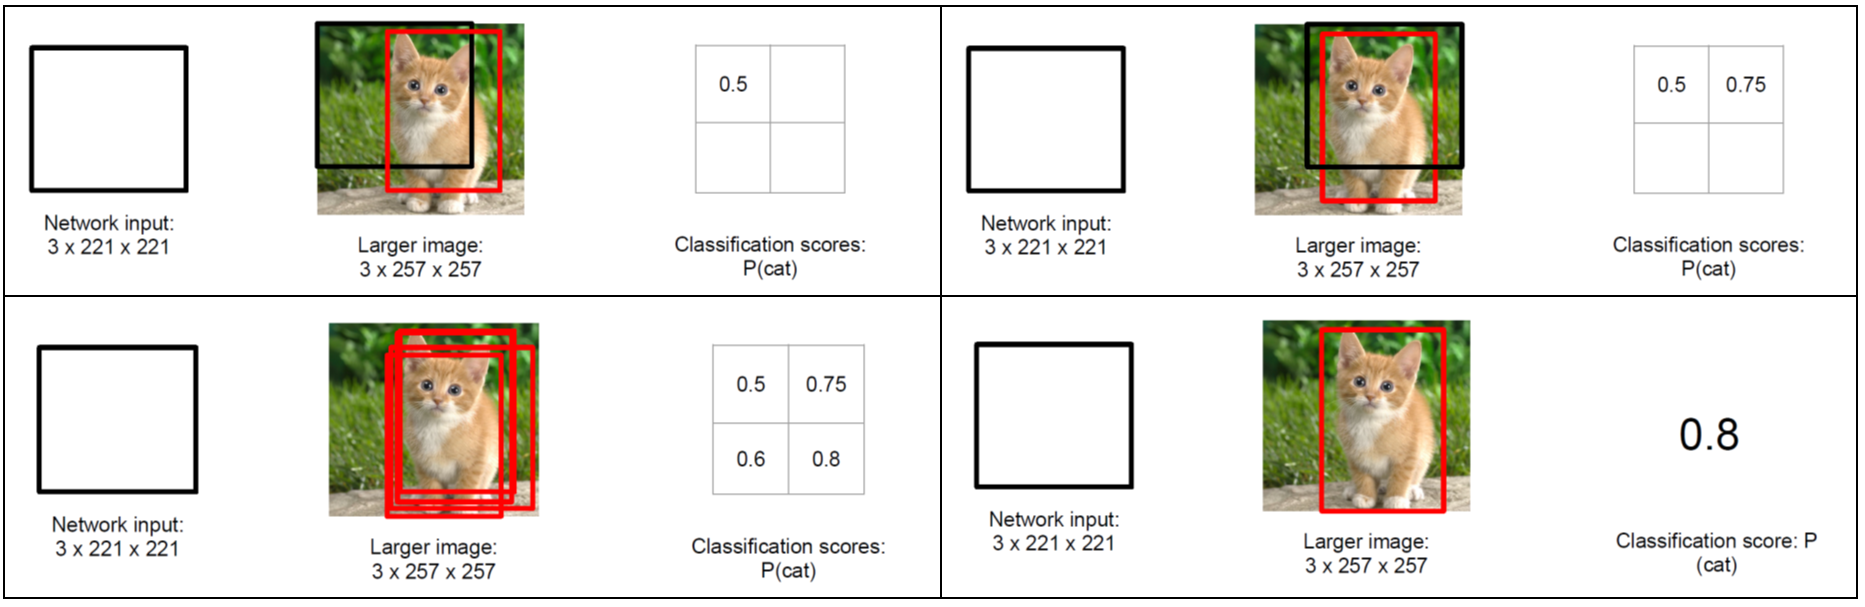 0.5
Network input:
3 x 221 x 221
Larger image:
3 x 257 x 257
Classification scores:
P(cat)
0.5 0.75
Network input:
3 x 221 x 221
Larger image:
3 x 257 x 257
Classification scores:
P(cat)
0.5 0.75
0.6 0.8
Network input:
3 x 221 x 221
Larger image:
3 x 257 x 257
Classification scores:
P(cat)
0.8
Network input:
3 x 221 x 221
Larger image:
3 x 257 x 257
Classification score: P
(cat)